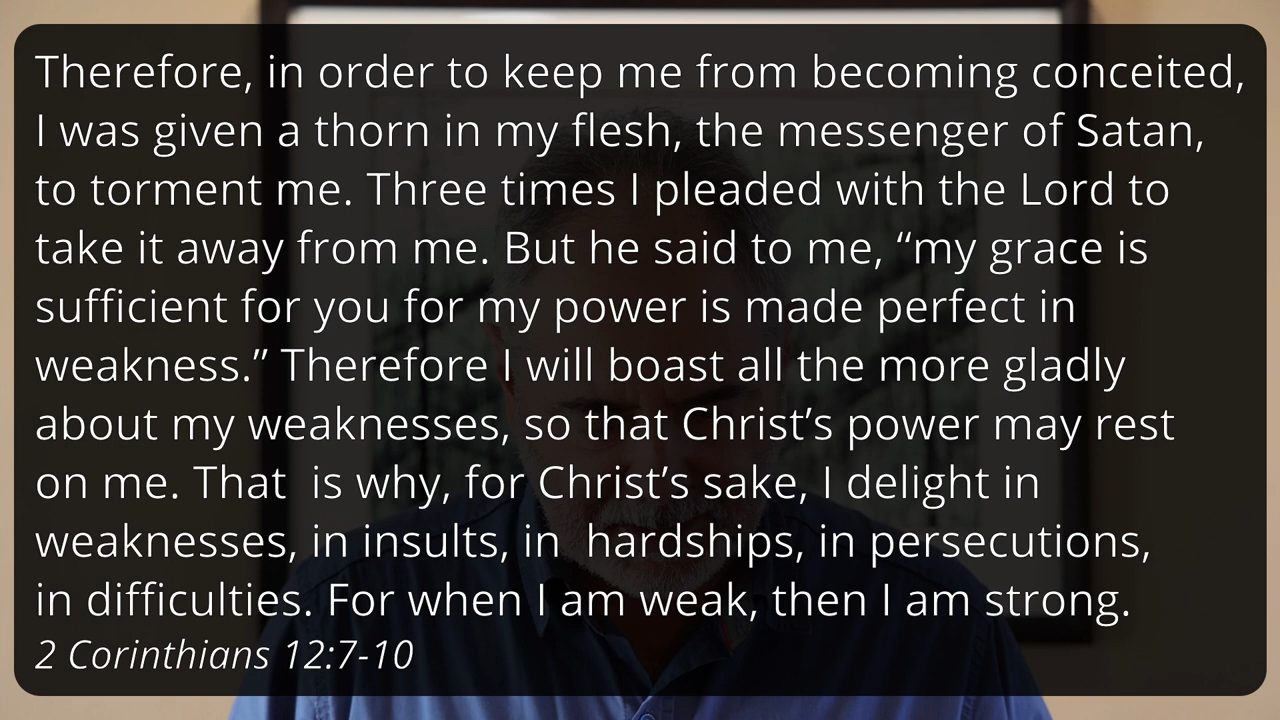 Therefore, in order to keep me from becoming conceited,
I was given a thorn in my flesh, the messenger of Satan,
to torment me. Three times I pleaded with the Lord to
take it away from me. But he said to me, “my grace is
sufficient for you for my power is made perfect in
weakness.” Therefore I will boast all the more gladly
about my weaknesses, so that Christ’s power may rest
on me. That  is why, for Christ’s sake, I delight in
weaknesses, in insults, in  hardships, in persecutions,
in difficulties. For when I am weak, then I am strong.
2 Corinthians 12:7-10